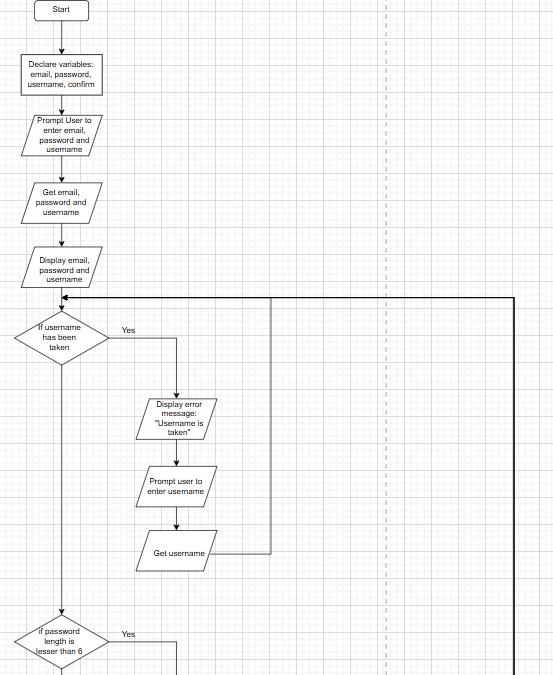 Start
Declare variables:
email, password,
username, confirm
Prompt User to
enter email,
password and
username
Get email,
password and
username
Display email,
password and
username
If username
has been
taken
Yes
Display error
message:
"Username is
taken"
Prompt user to
enter username
Get username
if password
length is
lesser than 6
Yes